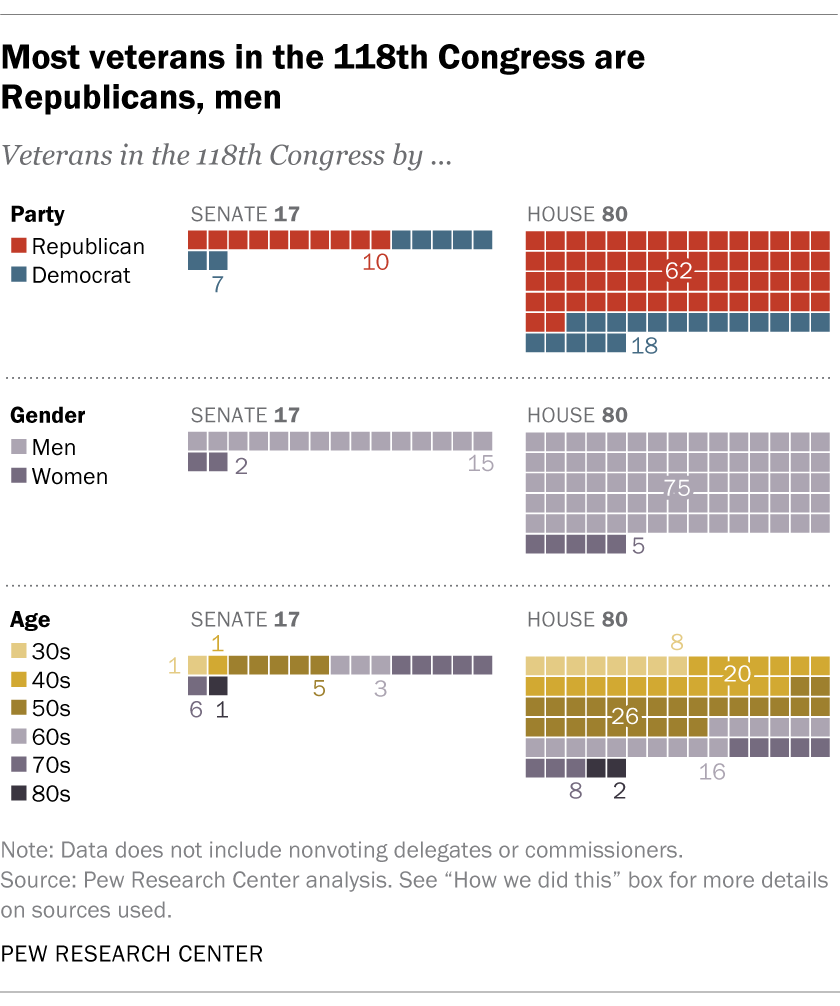 Most veterans in the 118th Congress are
Republicans, men
Veterans in the 118th Congress by ...
Party
SENATE 17
HOUSE 80
Republican
Democrat
10
7
62
18
Gender
SENATE 17
HOUSE 80
Men
Women
2
15
75
5
Age
SENATE 17
HOUSE 80
30s
40s
50s
60s
70s
80s
1
1
5
3
6
1
8
20
26
16
8
2
Note: Data does not include nonvoting delegates or commissioners.
Source: Pew Research Center analysis. See “How we did this” box for more details
on sources used.
PEW RESEARCH CENTER